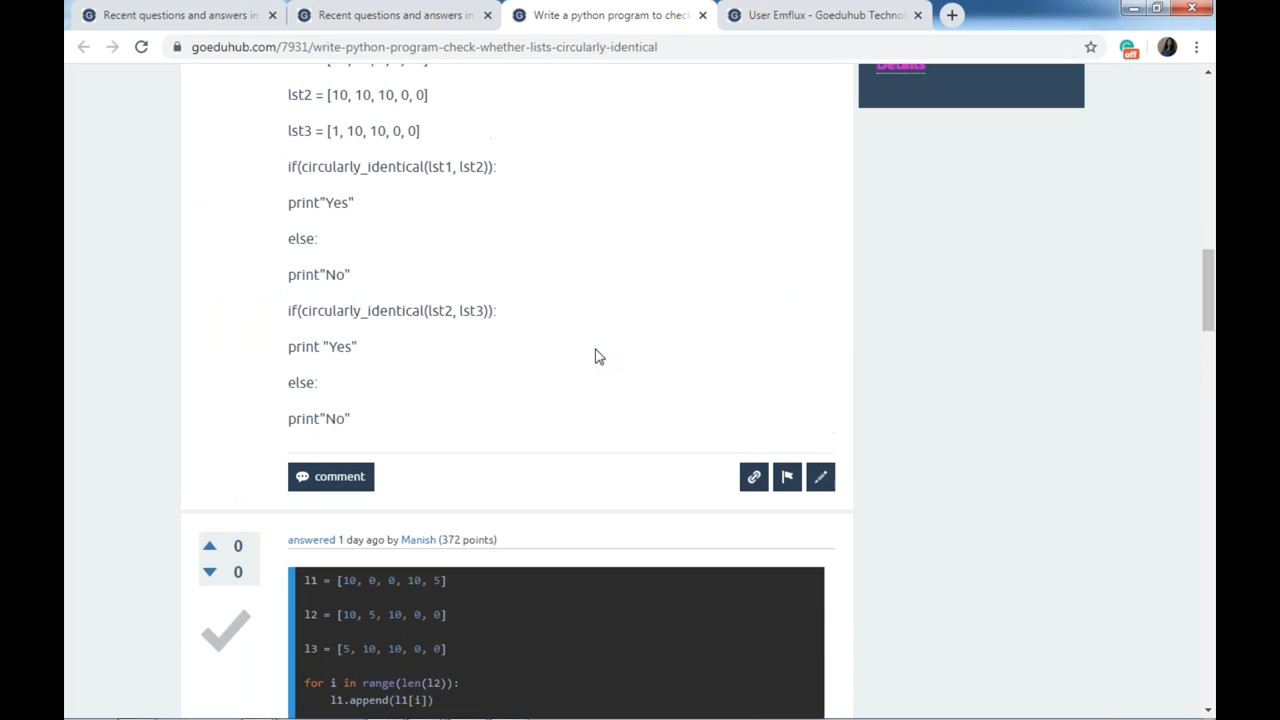 Recent questions and answers in
Recent questions and answers in
Write a python program to chec
User Emflux - Goeduhub Techno
goeduhub.com/7931/write-python-program-check-whether-lists-circularly-identical
off
Details
lst2 = [10, 10, 10, 0, 0]
lst3 = [1, 10, 10, 0, 0]
if(circularly_identical(lst1, lst2)):
print"Yes"
else:
print"No"
if(circularly_identical(lst2, lst3)):
print "Yes"
else:
print"No"
comment
answered 1 day ago by Manish (372 points)
0
0
l1 = [10, 0, 0, 10, 5]
l2 = [10, 5, 10, 0, 0]
l3 = [5, 10, 10, 0, 0]
for i in range(len(l2)):
l1.append(l1[i])